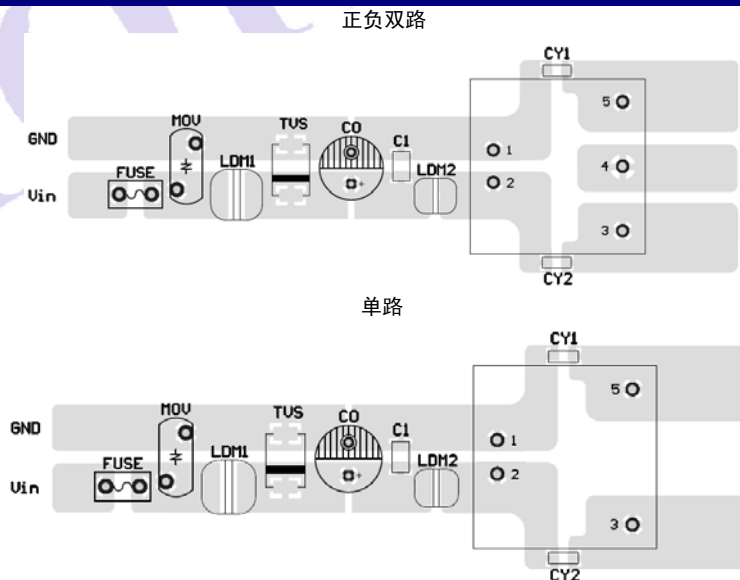 正负双路
CY1
MOV TVS CO C1 5
GND LDM1 LDM2 1 4
FUSE 2
Vin 3
CY2
单路
CY1
MOV TVS CO C1 5
GND LDM1 LDM2 1
FUSE 2
Vin 3
CY2